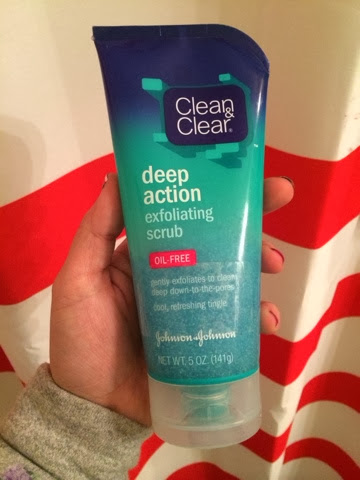 Clean &
Clear®
deep
action
exfoliating
scrub
OIL-FREE
gently exfoliates to clean
deep down to the pores
cool, refreshing tingle
Johnson & Johnson
NET WT. 5 OZ. (141g)